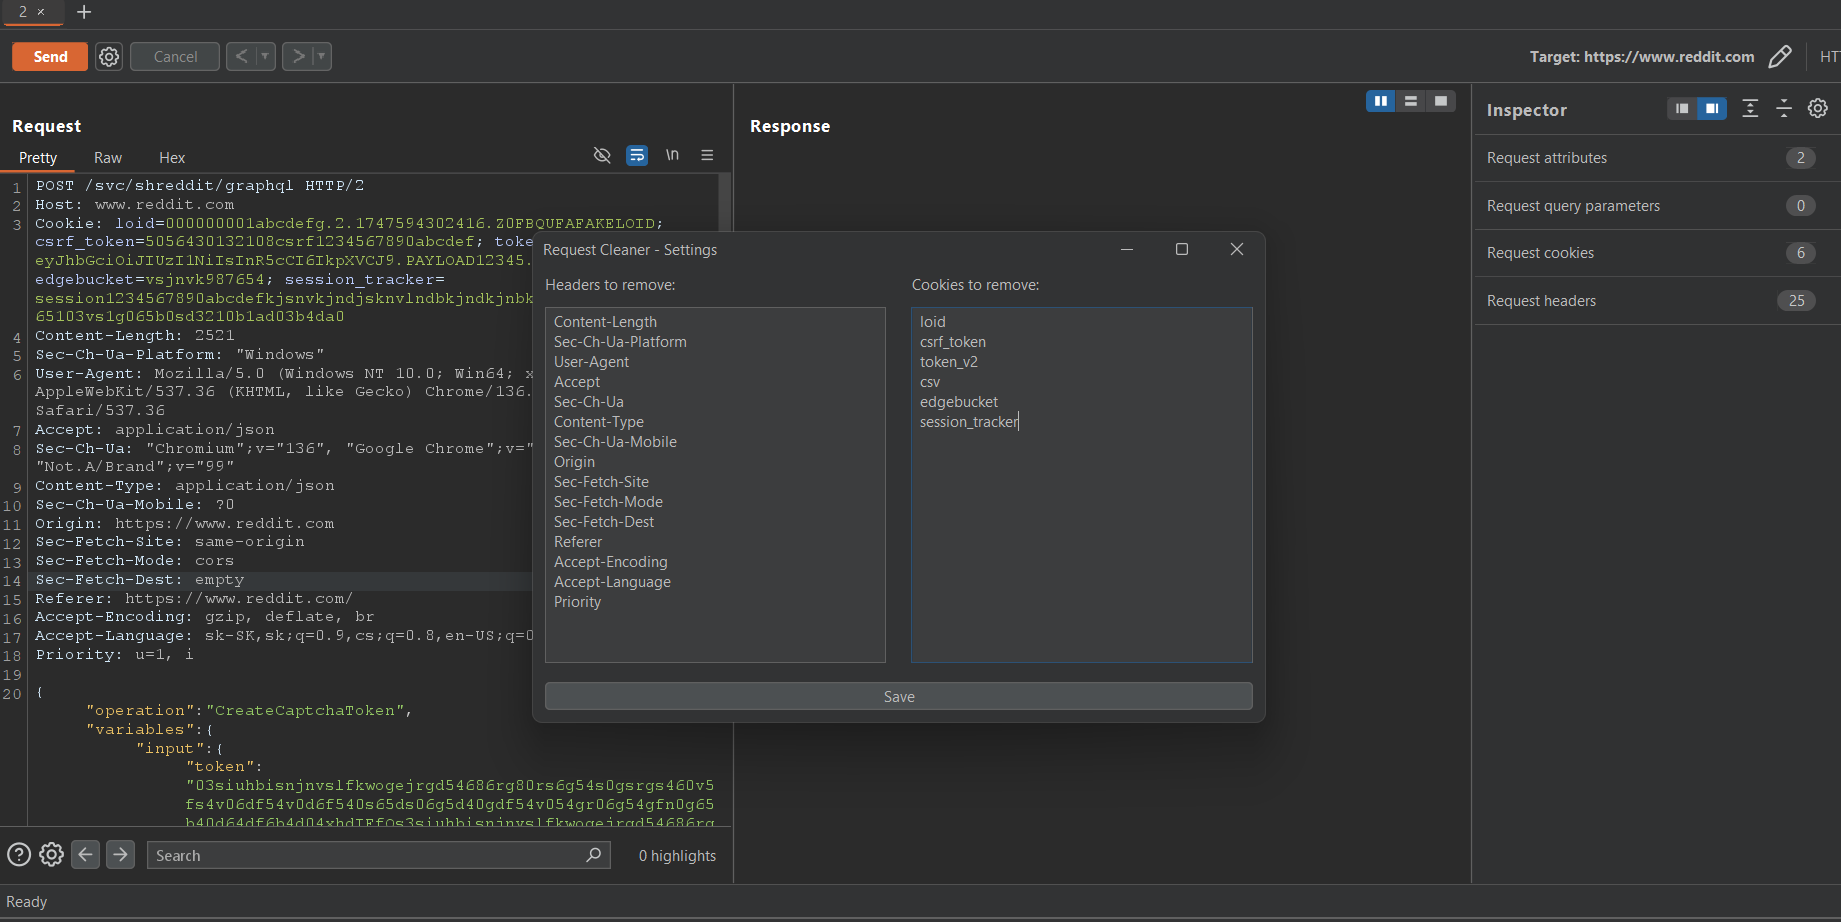 2 ×
Send
Cancel
Target: https://www.reddit.com
HT
Request
Pretty
Raw
Hex
\n
1 POST /svc/shreddit/graphql HTTP/2
2 Host: www.reddit.com
3 Cookie: loid=000000001abcdefg.2.1747594302416.Z0FBQUFAFAKELOID;
csrf_token=5056430132108csrf1234567890abcdef; toke
eyJhbGciOiJIUzI1NiIsInR5cCI6IkpXVCJ9.PAYLOAD12345.
edgebucket=vsjnvk987654; session_tracker=
session1234567890abcdefkjsnvkjndjsknvlndbkjndkjnbk
65103vs1g065b0sd3210b1ad03b4da0
4 Content-Length: 2521
5 Sec-Ch-Ua-Platform: "Windows"
6 User-Agent: Mozilla/5.0 (Windows NT 10.0; Win64; x
AppleWebKit/537.36 (KHTML, like Gecko) Chrome/136.
Safari/537.36
7 Accept: application/json
8 Sec-Ch-Ua: "Chromium";v="136", "Google Chrome";v="
"Not.A/Brand";v="99"
9 Content-Type: application/json
10 Sec-Ch-Ua-Mobile: ?0
11 Origin: https://www.reddit.com
12 Sec-Fetch-Site: same-origin
13 Sec-Fetch-Mode: cors
14 Sec-Fetch-Dest: empty
15 Referer: https://www.reddit.com/
16 Accept-Encoding: gzip, deflate, br
17 Accept-Language: sk-SK,sk;q=0.9,cs;q=0.8,en-US;q=0
18 Priority: u=1, i
19
20 {
"operation":"CreateCaptchaToken",
"variables":{
"input":{
"token":
"03siuhbisnjnvslfkwogejrgd54686rg80rs6g54s0gsrgs460v5
fs4v06df54v0d6f540s65ds06g5d40gdf54v054gr06g54gfn0g65
b40d64df6b4d04xhdIEfOs3siuhbisnjnvslfkwogejrgd54686rg
Search
0 highlights
Ready
Response
Request Cleaner - Settings
Headers to remove:
Content-Length
Sec-Ch-Ua-Platform
User-Agent
Accept
Sec-Ch-Ua
Content-Type
Sec-Ch-Ua-Mobile
Origin
Sec-Fetch-Site
Sec-Fetch-Mode
Sec-Fetch-Dest
Referer
Accept-Encoding
Accept-Language
Priority
Cookies to remove:
loid
csrf_token
token_v2
csv
edgebucket
session_tracker
Save
Inspector
Request attributes 2
Request query parameters 0
Request cookies 6
Request headers 25